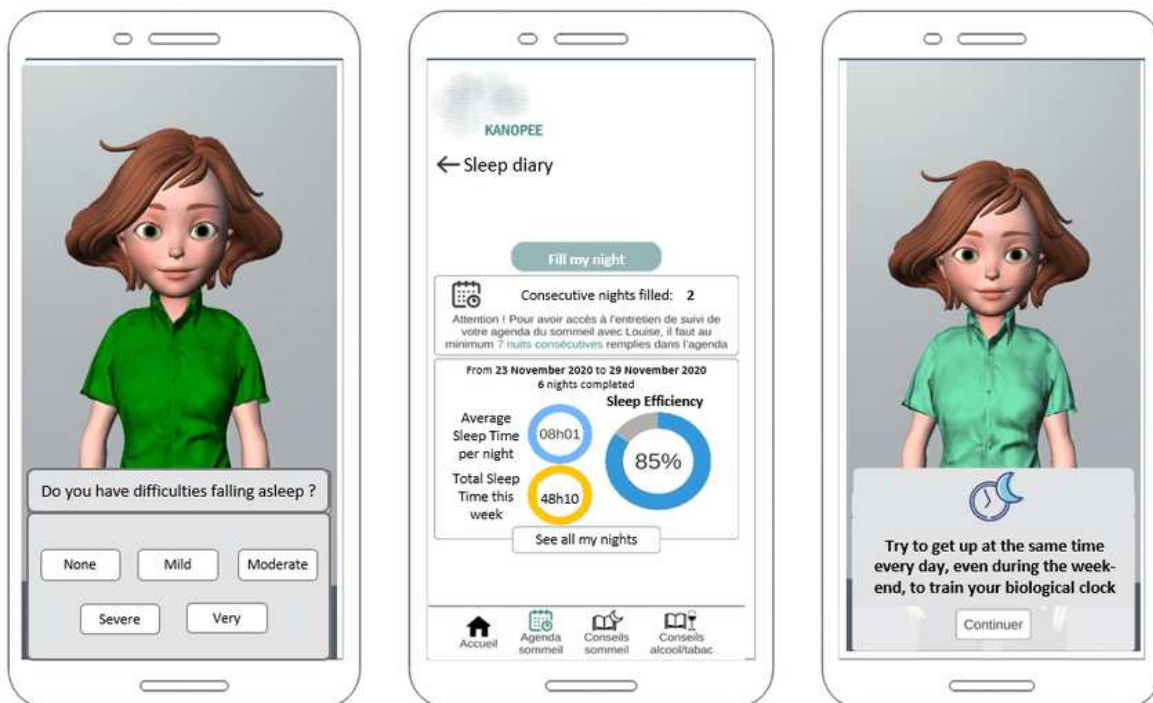 Do you have difficulties falling asleep ?
None
Mild
Moderate
Severe
Very
KANOPEE
Sleep diary
Fill my night
Consecutive nights filled: 2
Attention ! Pour avoir accès à l'entretien de suivi de
votre agenda du sommeil avec Louise, il faut au
minimum 7 nuits consécutives remplies dans l'agenda
From 23 November 2020 to 29 November 2020
6 nights completed
Sleep Efficiency
Average
Sleep Time
per night
08h01
85%
Total Sleep
Time this
week
48h10
See all my nights
Accueil
Agenda
sommeil
Conseils
sommeil
Conseils
alcool/tabac
Try to get up at the same time
every day, even during the week-
end, to train your biological clock
Continuer